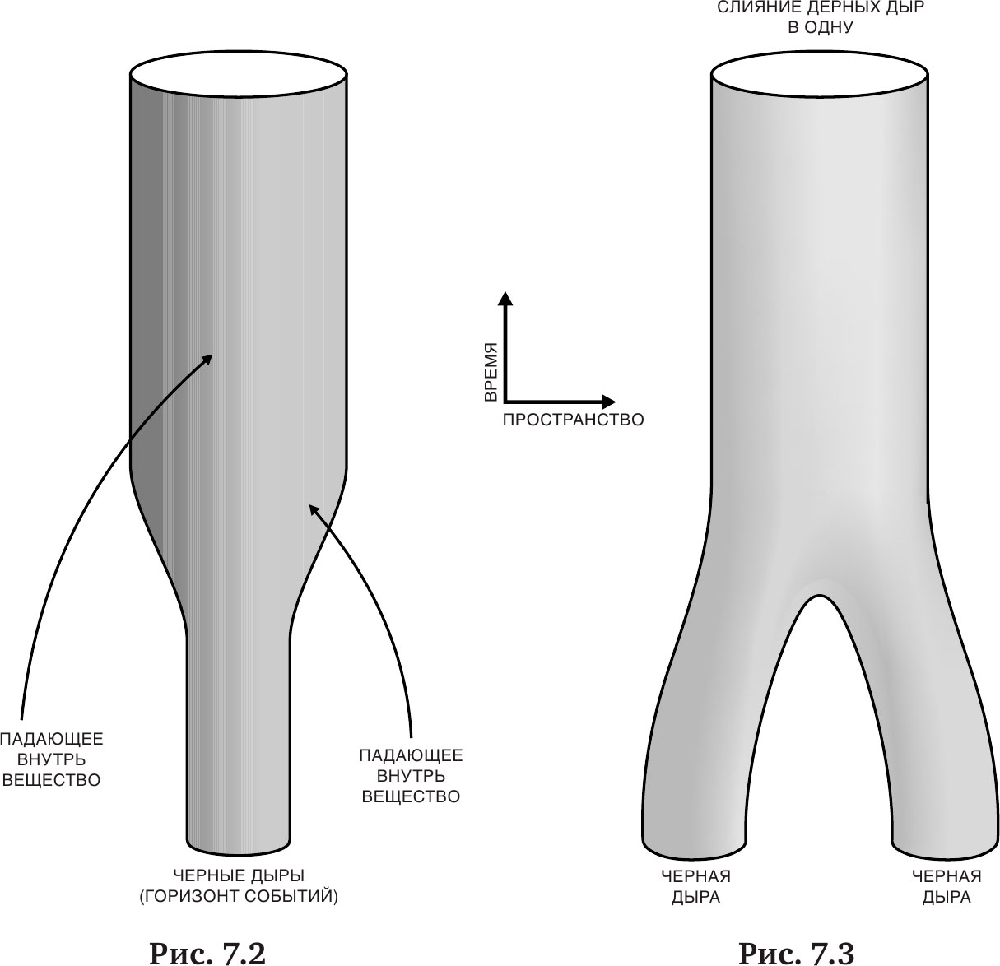 СЛИЯНИЕ ДЕРНЫХ ДЫР
В ОДНУ
ВРЕМЯ
ПРОСТРАНСТВО
ПАДАЮЩЕЕ
ВНУТРЬ
ВЕЩЕСТВО
ПАДАЮЩЕЕ
ВНУТРЬ
ВЕЩЕСТВО
ЧЕРНЫЕ ДЫРЫ
(ГОРИЗОНТ СОБЫТИЙ)
ЧЕРНАЯ
ДЫРА
ЧЕРНАЯ
ДЫРА
Рис. 7.2
Рис. 7.3